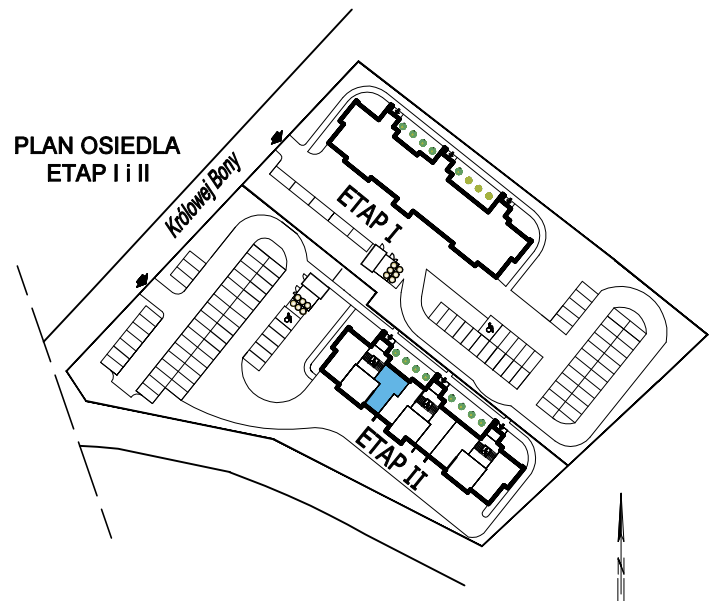 PLAN OSIEDLA
ETAP I i II
Królowej Bony
ETAP I
ETAP II
N